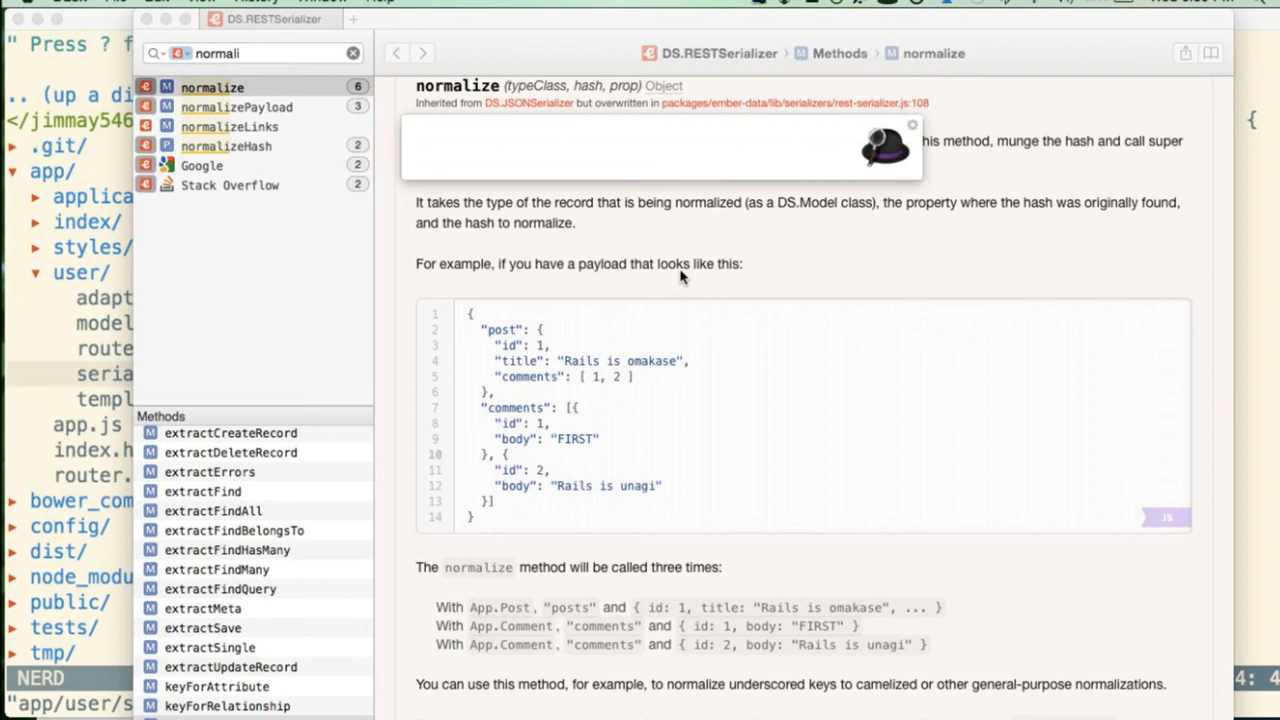 DS.RESTSerializer
" Press ? f
normali
DS.RESTSerializer
Methods
normalize
normalize 6
normalizePayload 3
normalizeLinks
normalizeHash 2
Google 2
Stack Overflow 2
.. (up a di
</jimmay546
.git/
app/
applica
index/
styles/
user/
adapt
model
route
seria
templ
app.js
index.h
router.
bower_com
config/
dist/
node_modu
public/
tests/
tmp/
NERD
"app/user/s
Methods
extractCreateRecord
extractDeleteRecord
extractErrors
extractFind
extractFindAll
extractFindBelongsTo
extractFindHasMany
extractFindMany
extractFindQuery
extractMeta
extractSave
extractSingle
extractUpdateRecord
keyForAttribute
keyForRelationship
normalize (typeClass, hash, prop) Object
Inherited from DS.JSONSerializer but overwritten in packages/ember-data/lib/serializers/rest-serializer.js:108
his method, munge the hash and call super
It takes the type of the record that is being normalized (as a DS.Model class), the property where the hash was originally found,
and the hash to normalize.
For example, if you have a payload that looks like this:
1 {
2 "post": {
3 "id": 1,
4 "title": "Rails is omakase",
5 "comments": [ 1, 2 ]
6 },
7 "comments": [{
8 "id": 1,
9 "body": "FIRST"
10 }, {
11 "id": 2,
12 "body": "Rails is unagi"
13 }]
14 }
JS
The normalize method will be called three times:
With App.Post, "posts" and { id: 1, title: "Rails is omakase", ... }
With App.Comment, "comments" and { id: 1, body: "FIRST" }
With App.Comment, "comments" and { id: 2, body: "Rails is unagi" }
You can use this method, for example, to normalize underscored keys to camelized or other general-purpose normalizations.
{
4: 4